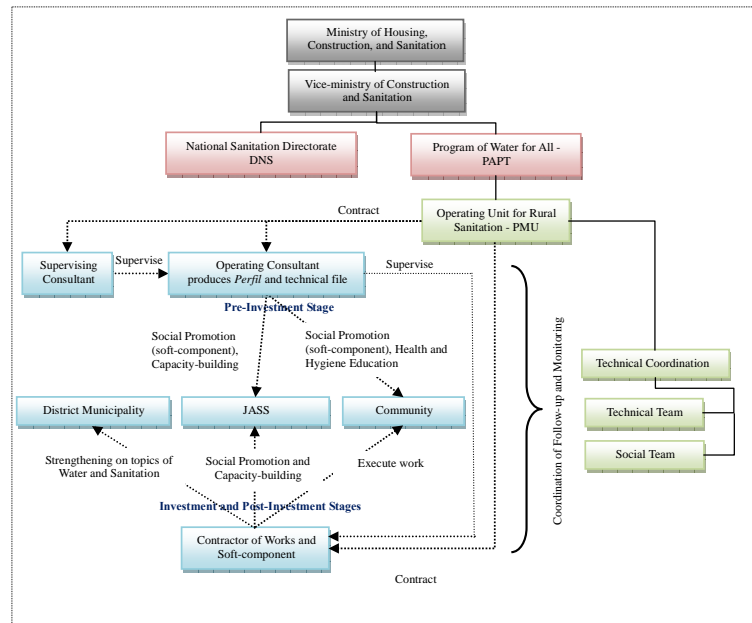 Ministry of Housing,
Construction, and Sanitation
Vice-ministry of Construction
and Sanitation
National Sanitation Directorate
DNS
Program of Water for All -
PAPT
Contract
Operating Unit for Rural
Sanitation - PMU
Supervising
Consultant
Supervise
Operating Consultant
produces Perfil and technical file
Supervise
Pre-Investment Stage
Social Promotion
(soft-component),
Capacity-building
Social Promotion
(soft-component), Health and
Hygiene Education
Coordination of Follow-up and Monitoring
Technical Coordination
Technical Team
Social Team
District Municipality
JASS
Community
Strengthening on topics of
Water and Sanitation
Social Promotion and
Capacity-building
Execute work
Investment and Post-Investment Stages
Contractor of Works and
Soft-component
Contract